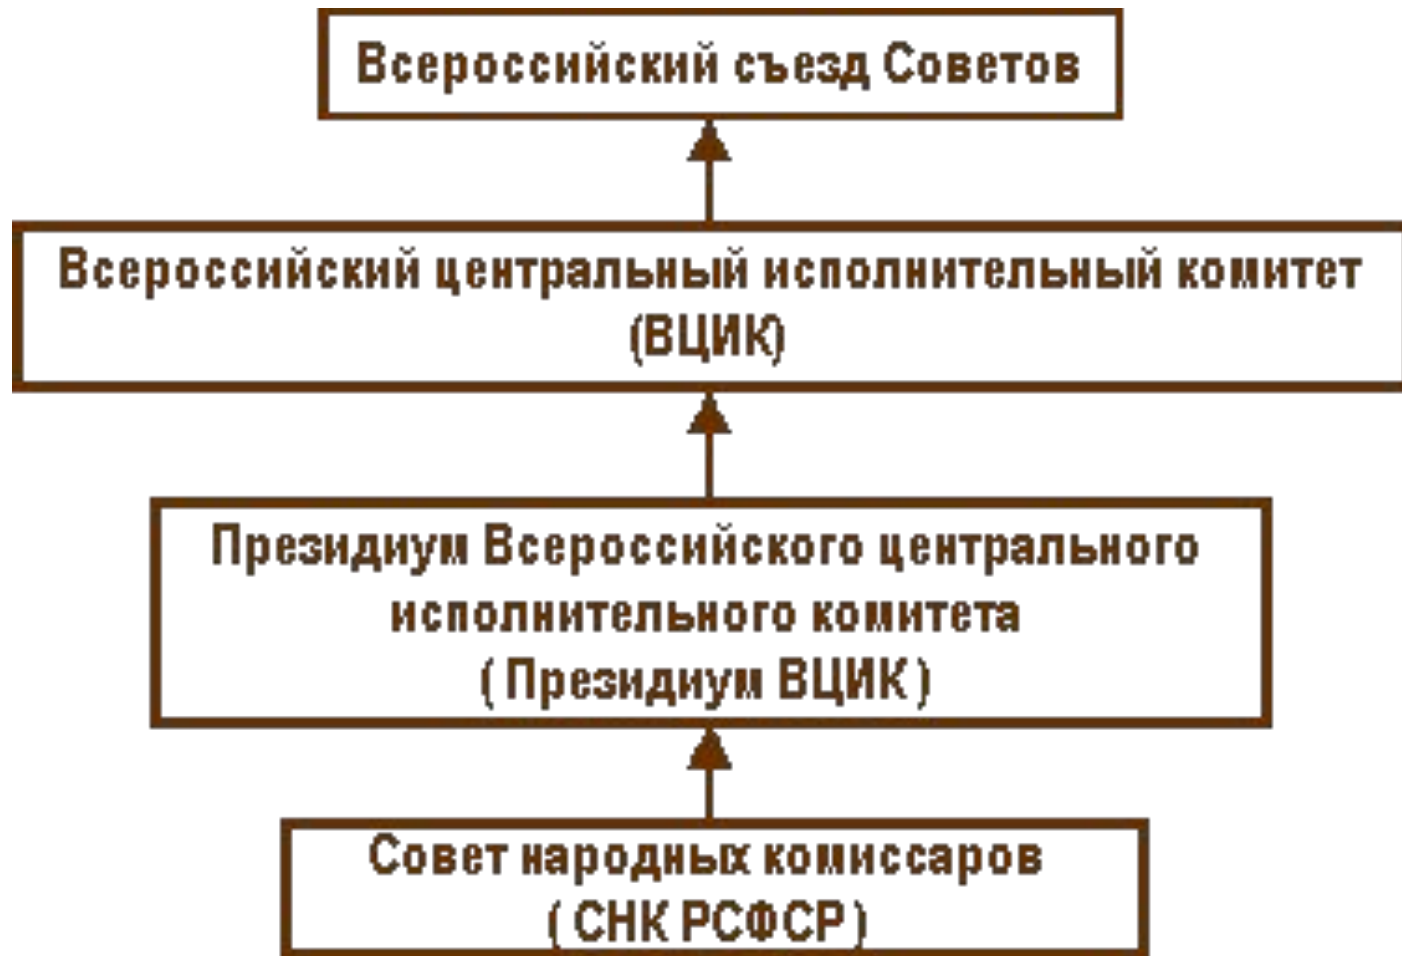 Всероссийский съезд Советов
Всероссийский центральный исполнительный комитет
(ВЦИК)
Президиум Всероссийского центрального
исполнительного комитета
( Президиум ВЦИК )
Совет народных комиссаров
( СНК РСФСР )